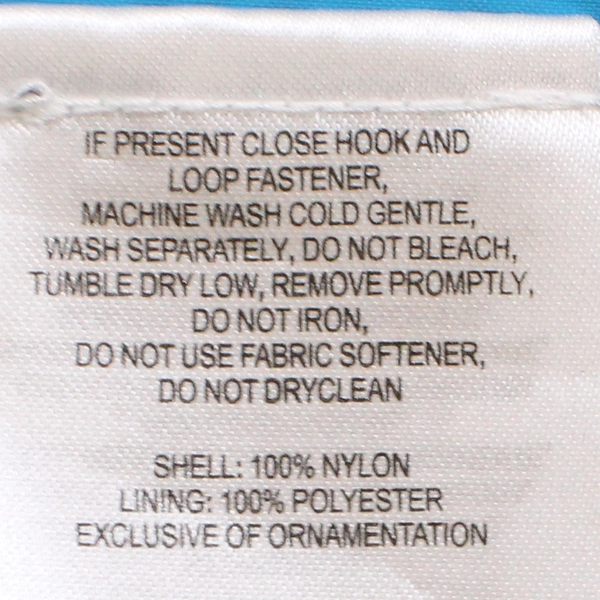 IF PRESENT CLOSE HOOK AND
LOOP FASTENER,
MACHINE WASH COLD GENTLE,
WASH SEPARATELY, DO NOT BLEACH,
TUMBLE DRY LOW, REMOVE PROMPTLY,
DO NOT IRON,
DO NOT USE FABRIC SOFTENER,
DO NOT DRYCLEAN
SHELL: 100% NYLON
LINING: 100% POLYESTER
EXCLUSIVE OF ORNAMENTATION